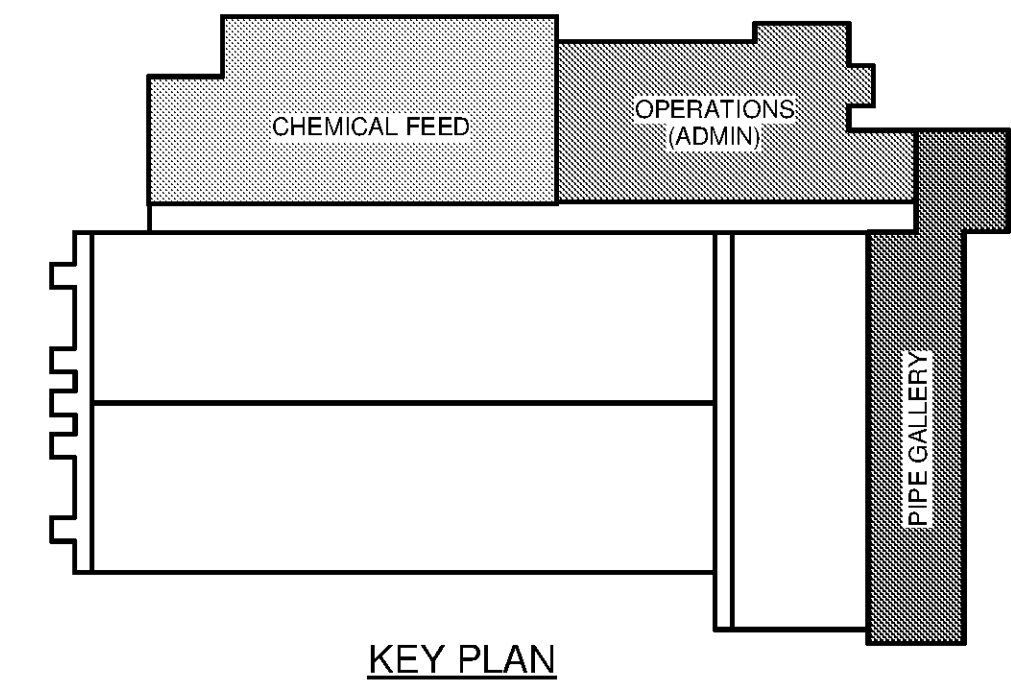 CHEMICAL FEED
OPERATIONS
(ADMIN)
PIPE GALLERY
KEY PLAN